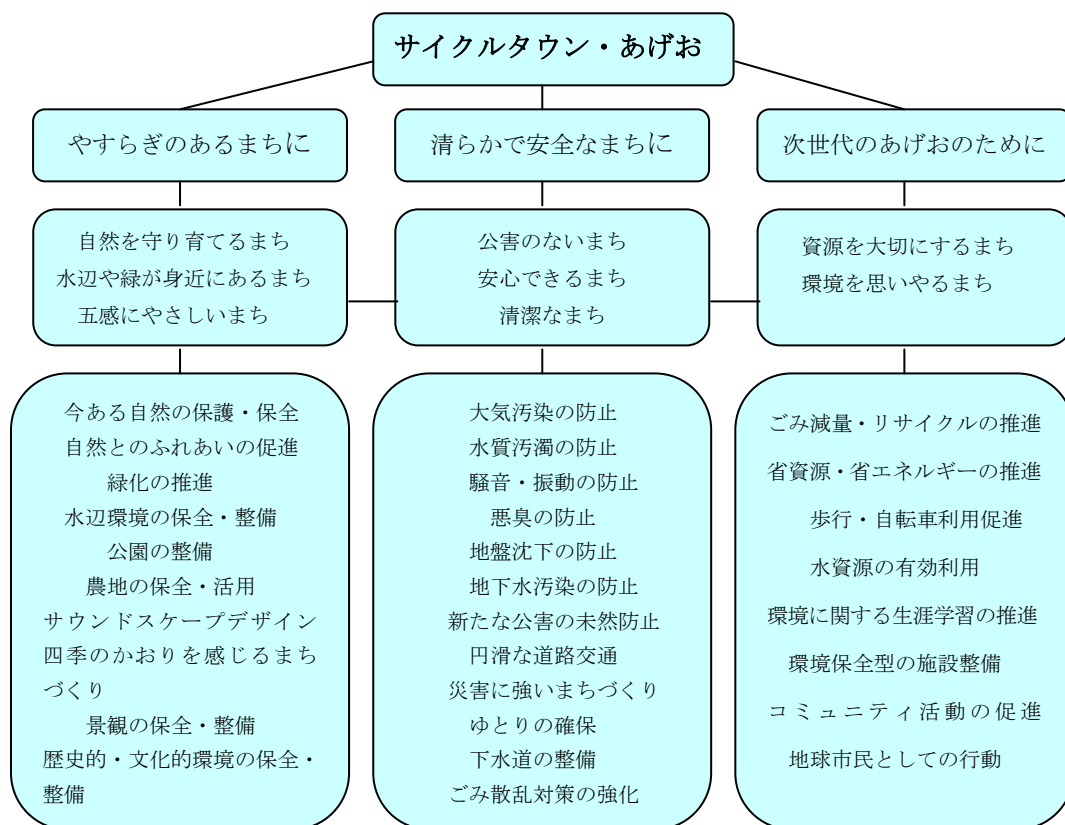 サイクルタウン・あげお
やすらぎのあるまちに
清らかで安全なまちに
次世代のあげおのために
自然を守り育てるまち
水辺や緑が身近にあるまち
五感にやさしいまち
公害のないまち
安心できるまち
清潔なまち
資源を大切にするまち
環境を思いやるまち
今ある自然の保護・保全
自然とのふれあいの促進
緑化の推進
水辺環境の保全・整備
公園の整備
農地の保全・活用
サウンドスケープデザイン
四季のかおりを感じるまち
づくり
景観の保全・整備
歴史的・文化的環境の保全・
整備
大気汚染の防止
水質汚濁の防止
騒音・振動の防止
悪臭の防止
地盤沈下の防止
地下水汚染の防止
新たな公害の未然防止
円滑な道路交通
災害に強いまちづくり
ゆとりの確保
下水道の整備
ごみ散乱対策の強化
ごみ減量・リサイクルの推進
省資源・省エネルギーの推進
歩行・自転車利用促進
水資源の有効利用
環境に関する生涯学習の推進
環境保全型の施設整備
コミュニティ活動の促進
地球市民としての行動